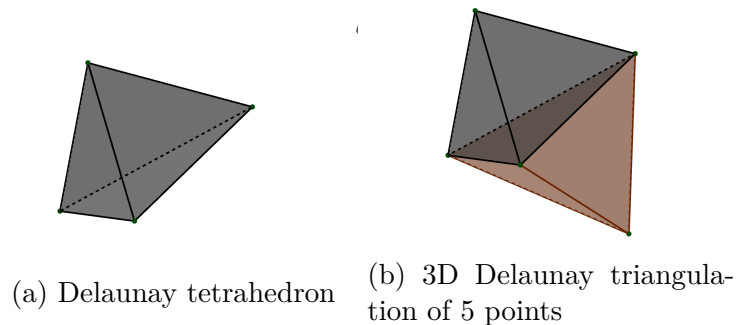 (a) Delaunay tetrahedron
(b) 3D Delaunay triangula-
tion of 5 points